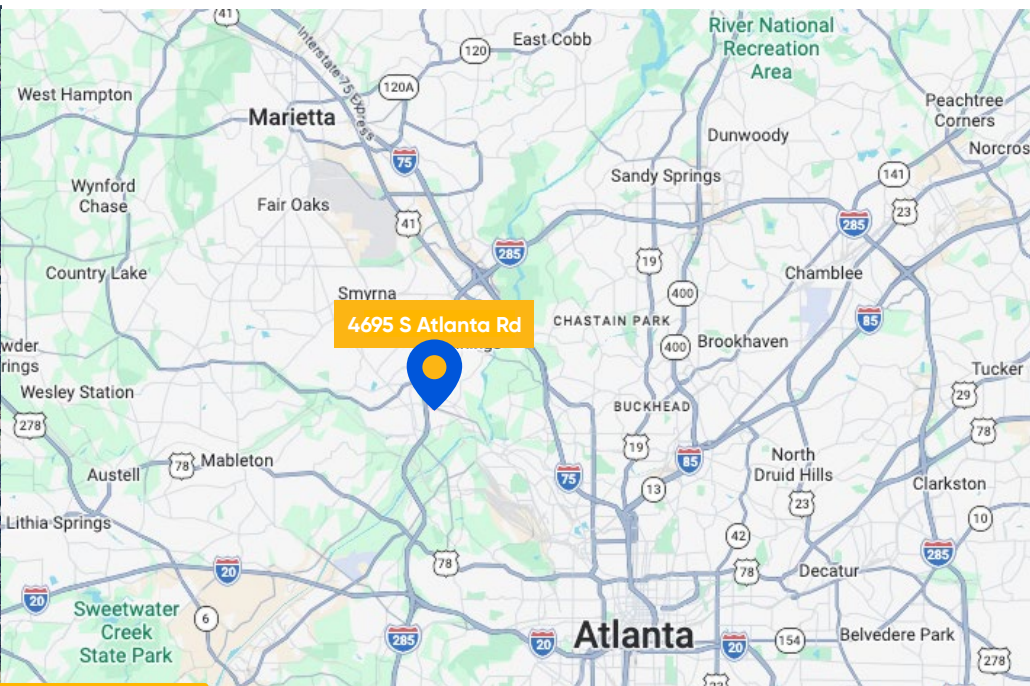 41
River National
Recreation
Area
East Cobb
120
Interstate 75 Express
120A
West Hampton
Marietta
Peachtree
Corners
Dunwoody
Norcros
75
Sandy Springs
141
Wynford
Chase
Fair Oaks
41
23
285
285
19
Country Lake
Chamblee
Smyrna
400
4695 S Atlanta Rd
CHASTAIN PARK
85
wder
rings
400
Brookhaven
Tucker
Wesley Station
29
BUCKHEAD
278
78
19
Mableton
78
85
North
Druid Hills
Austell
75
Clarkston
13
23
Lithia Springs
10
42
285
78
78
Decatur
20
20
Sweetwater
Creek
State Park
6
285
20
Atlanta
20
154
Belvedere Park
278
23